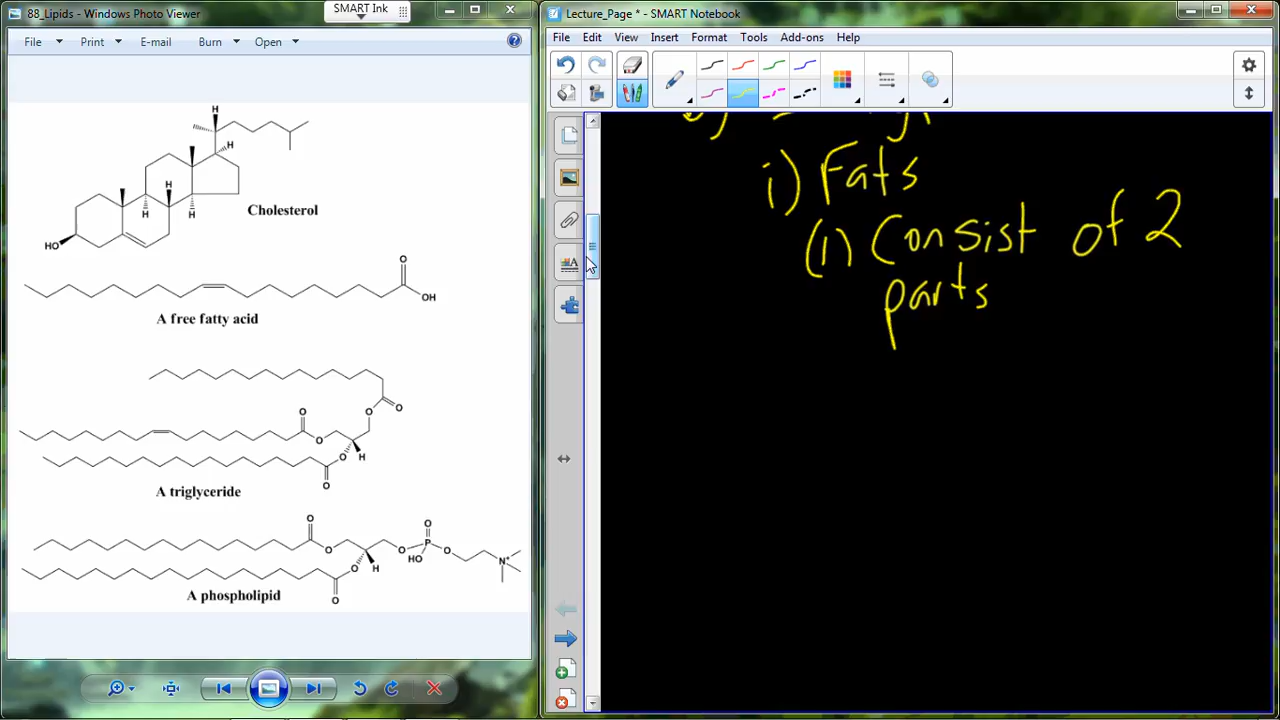 88_Lipids - Windows Photo Viewer
SMART Ink
File Print E-mail Burn Open
H
H
H
H
H
HO
Cholesterol
O
OH
A free fatty acid
O
O
O
O
O
H
O
A triglyceride
O
O
O
O
P
O
HO
N+
O
H
O
A phospholipid
Lecture_Page * - SMART Notebook
File Edit View Insert Format Tools Add-ons Help
i) Fats
(1) Consist of 2
parts